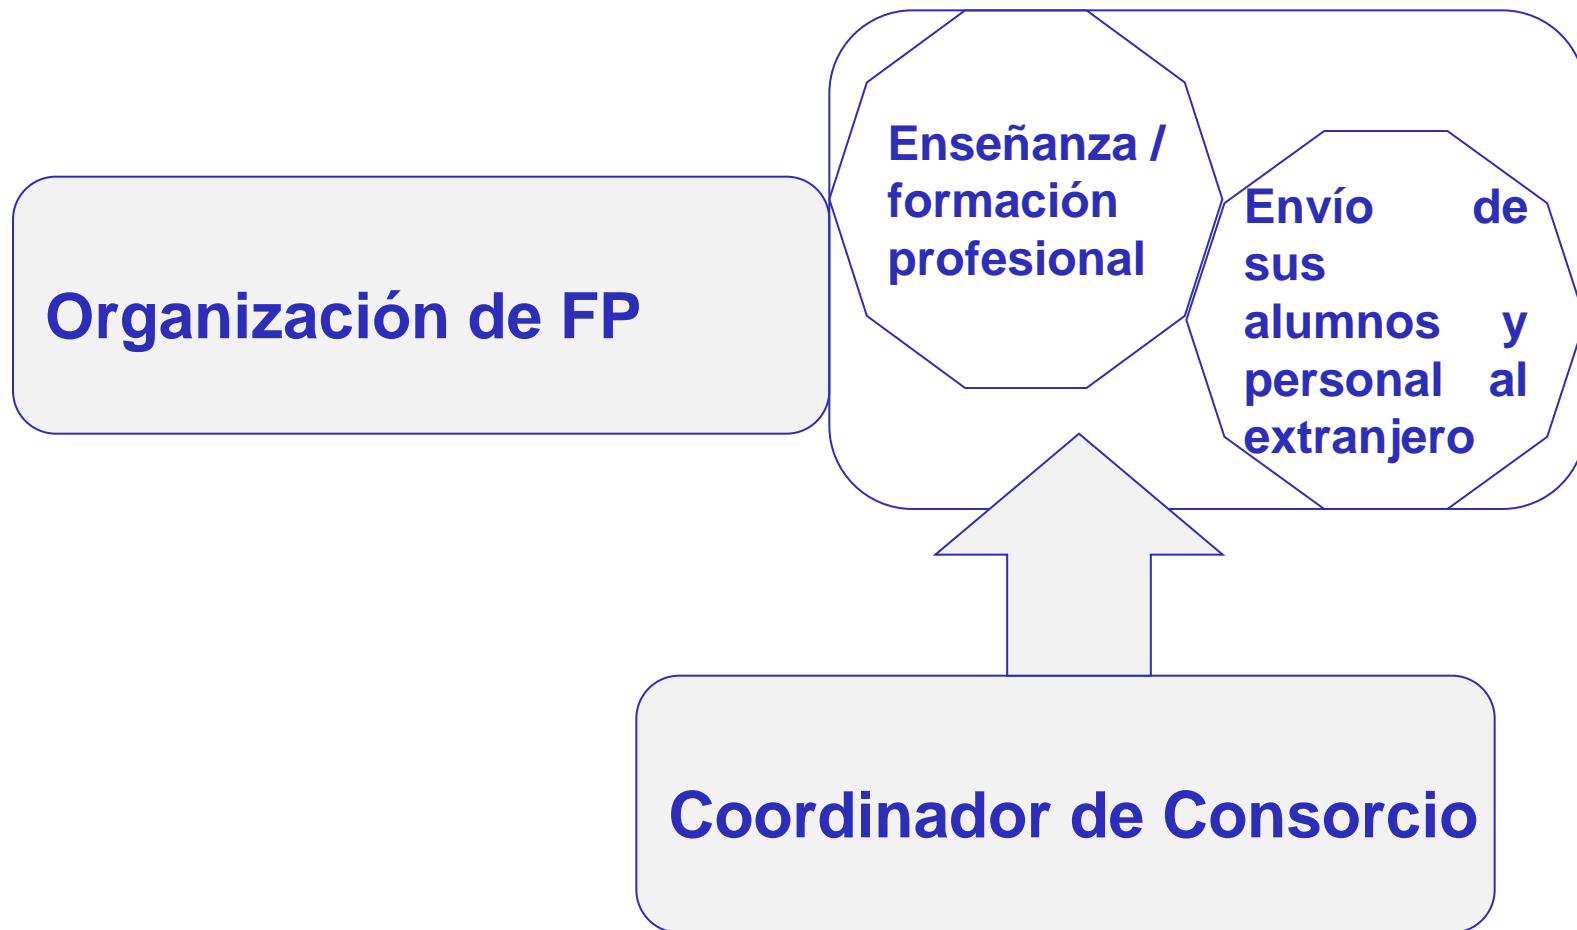 Enseñanza /
formación
profesional
Envío de
sus
alumnos y
personal al
extranjero
Organización de FP
Coordinador de Consorcio